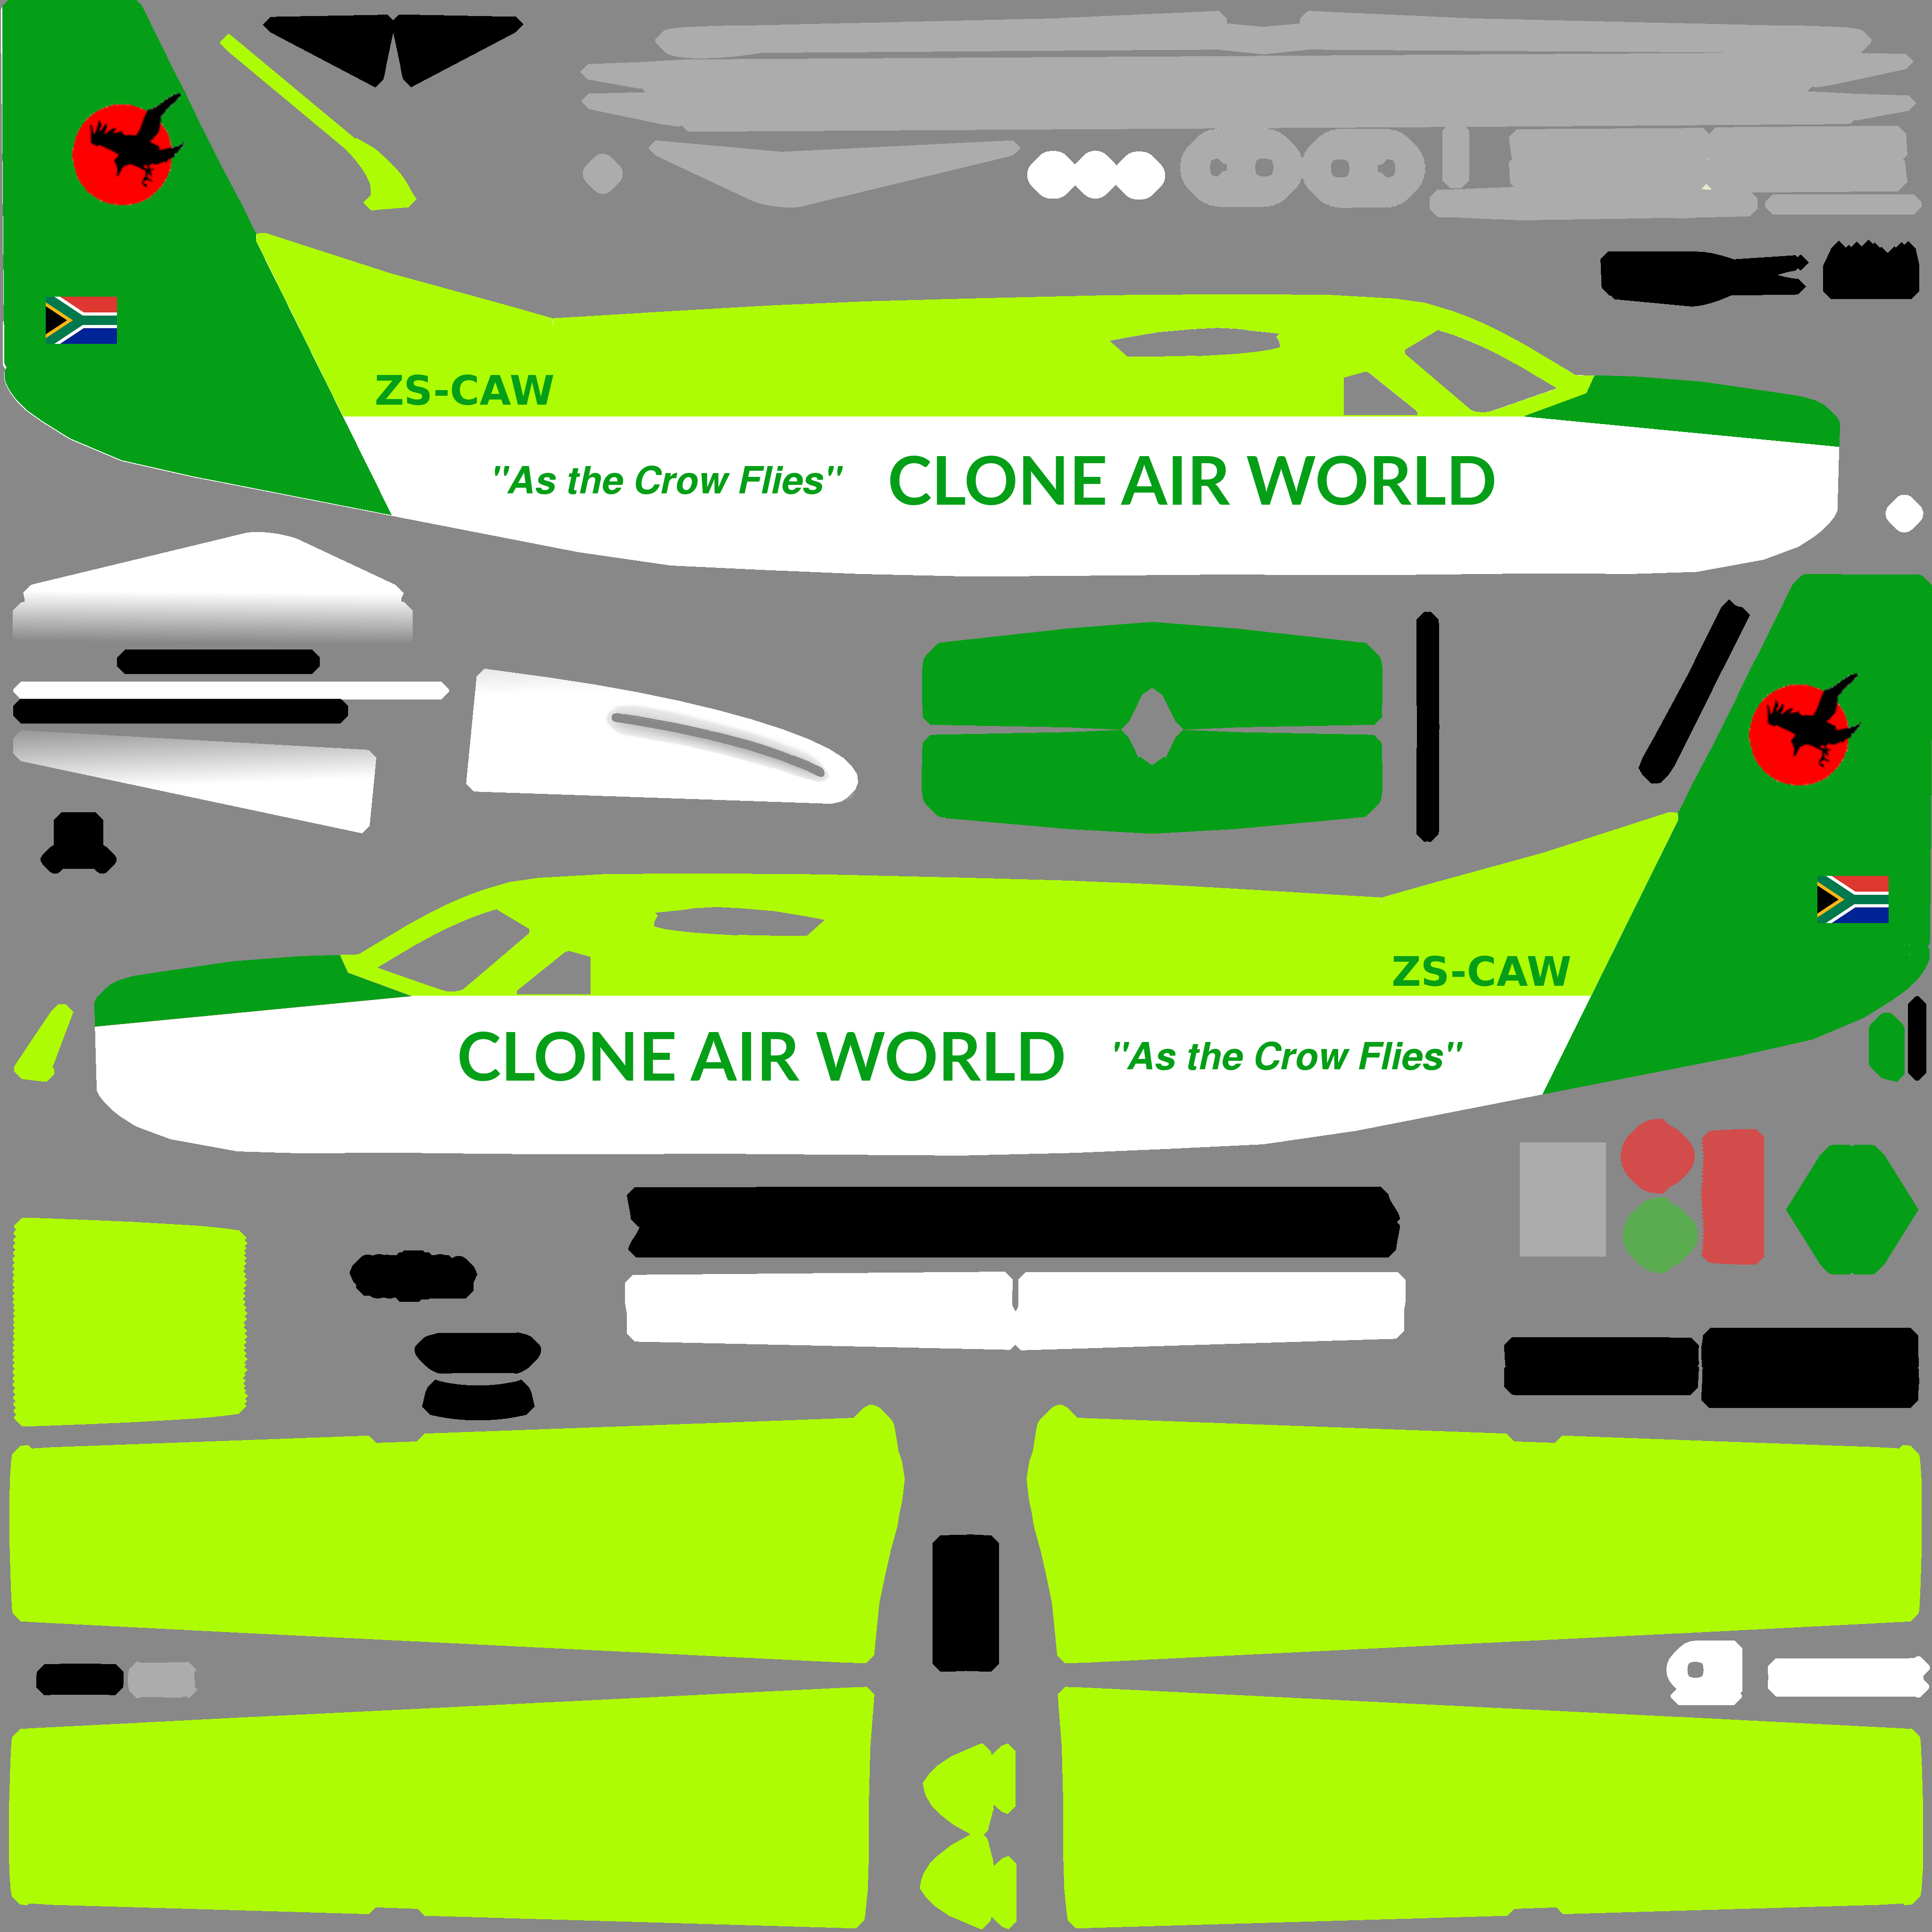 ZS-CAW
"As the Crow Flies" CLONE AIR WORLD
ZS-CAW
CLONE AIR WORLD "As the Crow Flies"